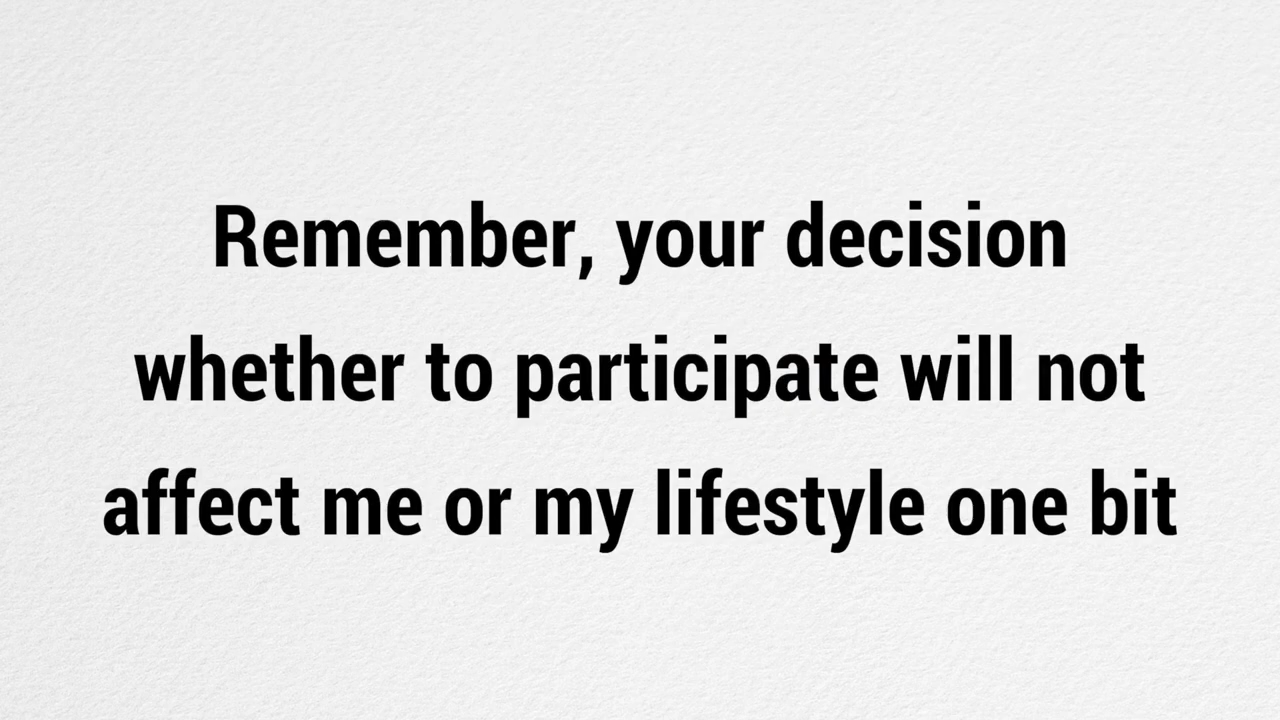 Remember, your decision
whether to participate will not
affect me or my lifestyle one bit